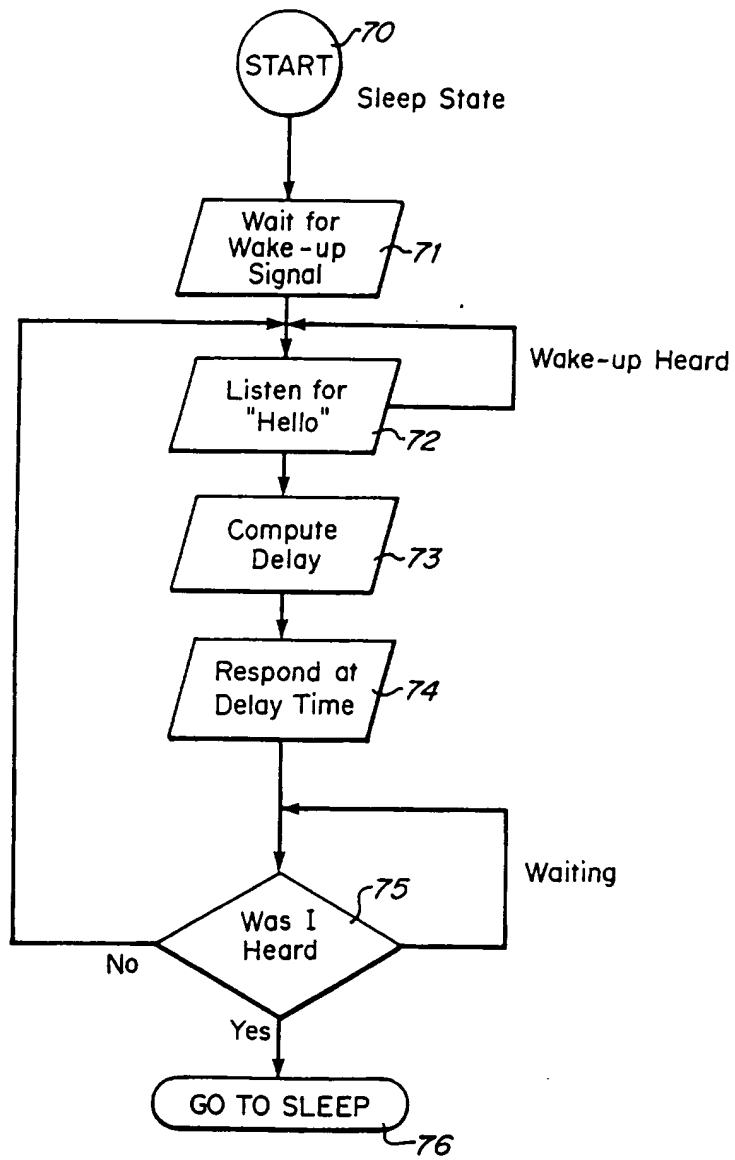 70
START
Sleep State
Wait for
Wake-up
Signal
71
Wake-up Heard
Listen for
"Hello"
72
Compute
Delay
73
Respond at
Delay Time
74
Waiting
75
Was I
Heard
No
Yes
GO TO SLEEP
76